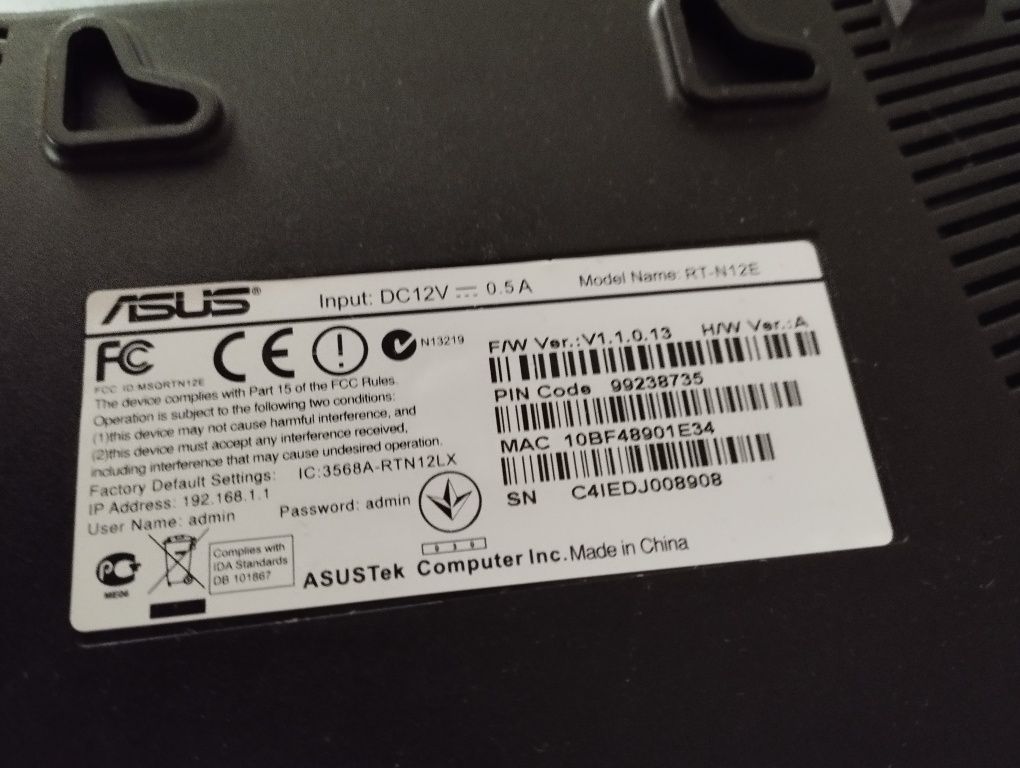 ASUS®
Input: DC12V ⎓ 0.5A
Model Name: RT-N12E
FC CE
N13219
FCC ID:MSQRTN12E
The device complies with Part 15 of the FCC Rules.
Operation is subject to the following two conditions:
(1)this device may not cause harmful interference, and
(2)this device must accept any interference received,
including interference that may cause undesired operation.
Factory Default Settings: IC:3568A-RTN12LX
IP Address: 192.168.1.1
User Name: admin Password: admin
F/W Ver.:V1.1.0.13 H/W Ver.:A
PIN Code 99238735
MAC 10BF48901E34
SN C4IEDJ008908
ME06
Complies with
IDA Standards
DB 101867
ASUSTek Computer Inc. Made in China